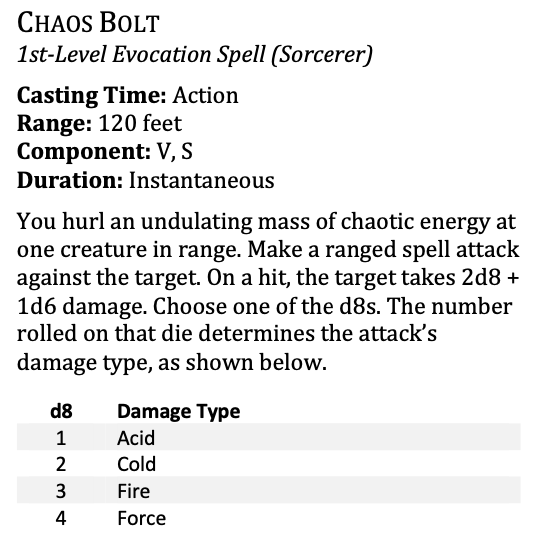 CHAOS BOLT
1st-Level Evocation Spell (Sorcerer)
Casting Time: Action
Range: 120 feet
Component: V, S
Duration: Instantaneous
You hurl an undulating mass of chaotic energy at
one creature in range. Make a ranged spell attack
against the target. On a hit, the target takes 2d8 +
1d6 damage. Choose one of the d8s. The number
rolled on that die determines the attack’s
damage type, as shown below.
d8 Damage Type
1 Acid
2 Cold
3 Fire
4 Force